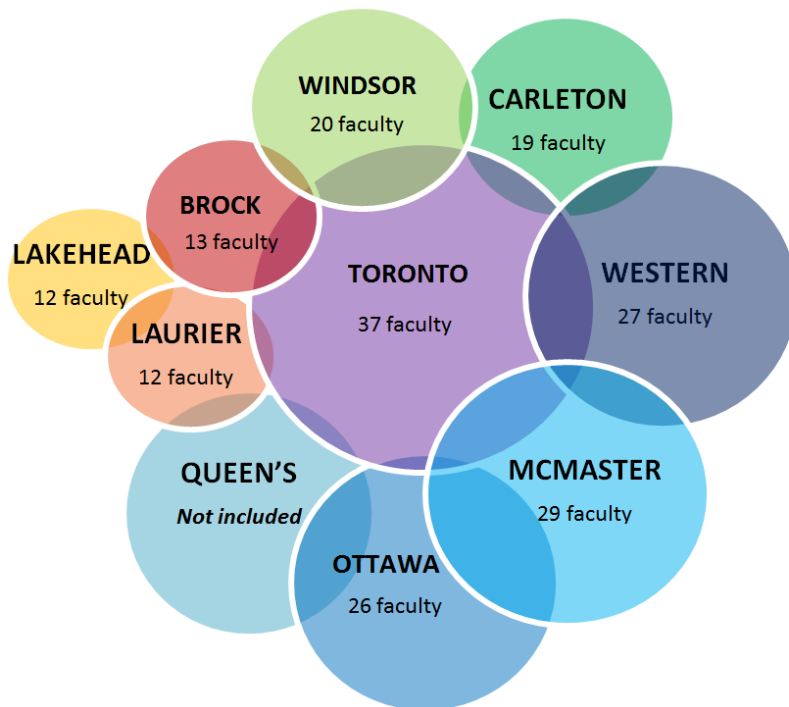 WINDSOR
20 faculty
CARLETON
19 faculty
BROCK
13 faculty
LAKEHEAD
12 faculty
TORONTO
37 faculty
WESTERN
27 faculty
LAURIER
12 faculty
QUEEN'S
Not included
MCMASTER
29 faculty
OTTAWA
26 faculty